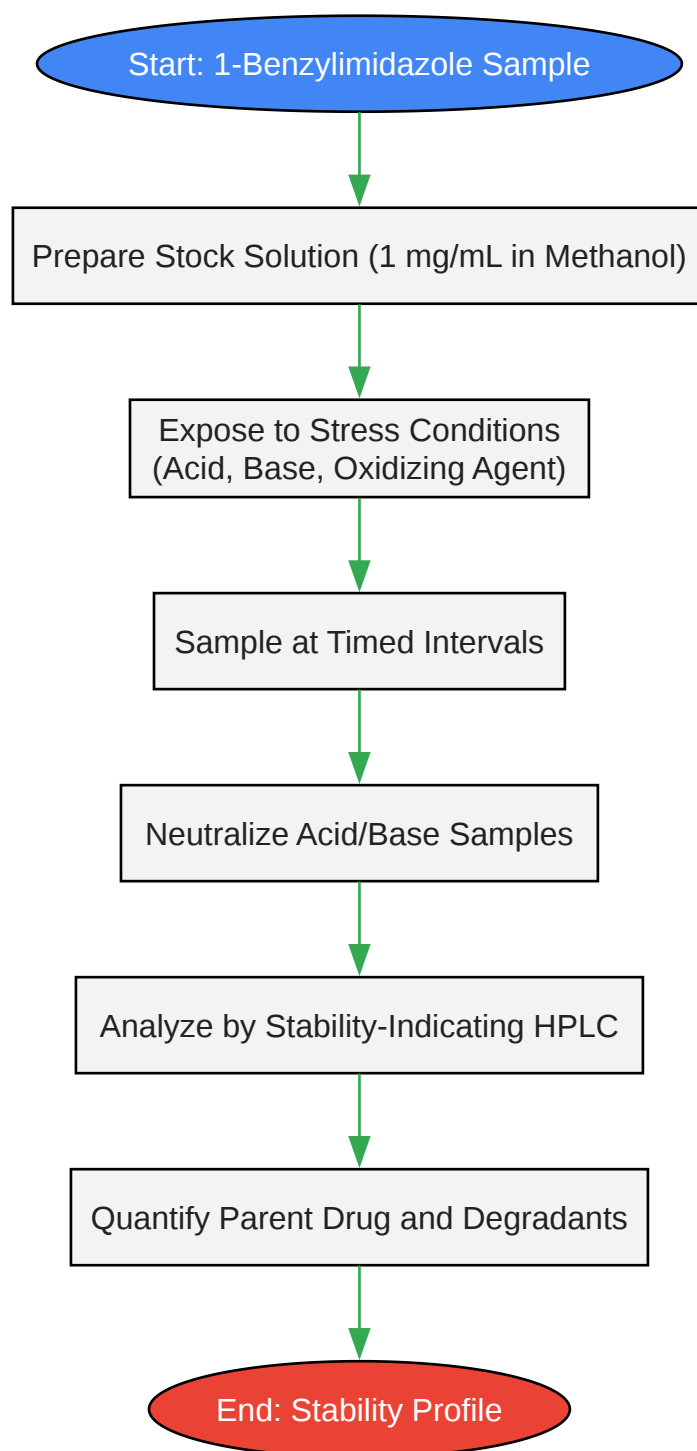 Start: 1-Benzylimidazole Sample
Prepare Stock Solution (1 mg/mL in Methanol)
Expose to Stress Conditions
(Acid, Base, Oxidizing Agent)
Sample at Timed Intervals
Neutralize Acid/Base Samples
Analyze by Stability-Indicating HPLC
Quantify Parent Drug and Degradants
End: Stability Profile